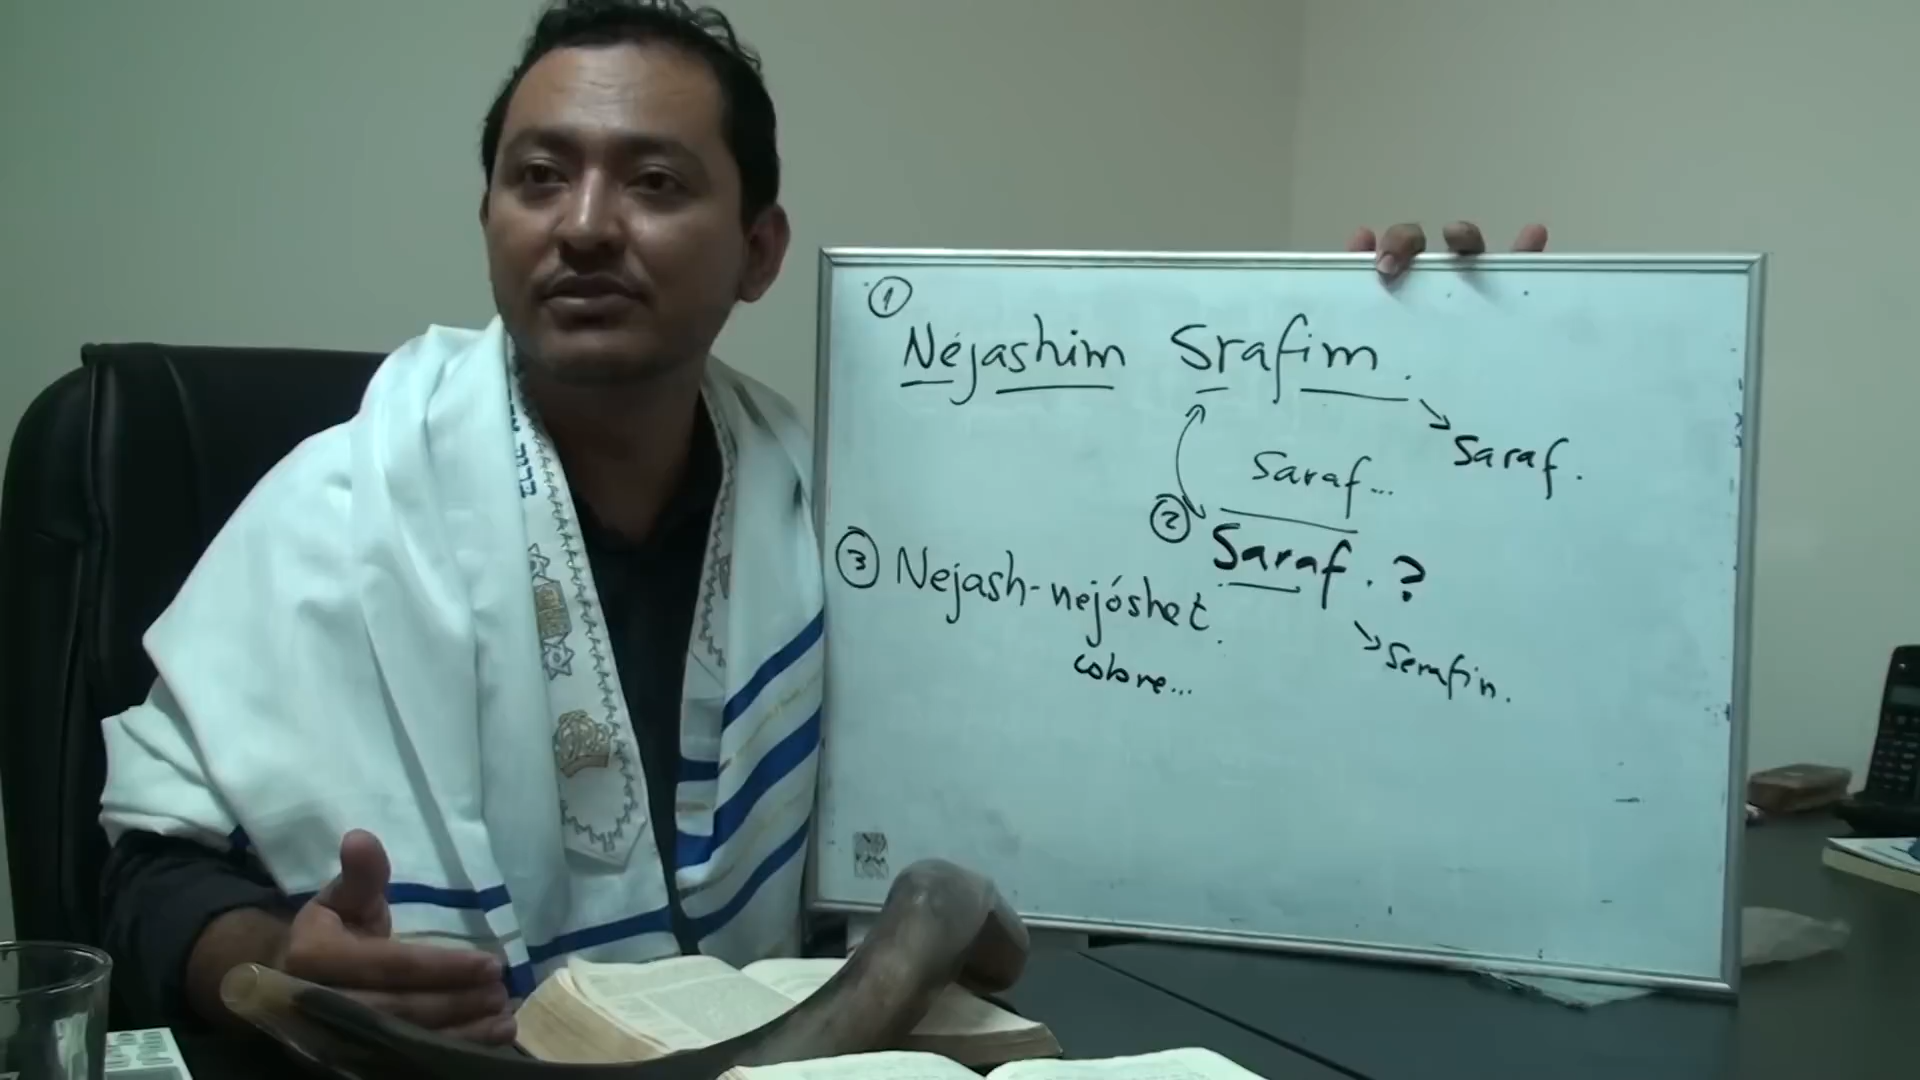 1
Nejashim Srafim.
Saraf.
Saraf...
2
Saraf. ?
3 Nejash-nejóshet.
cobre...
Serafin.